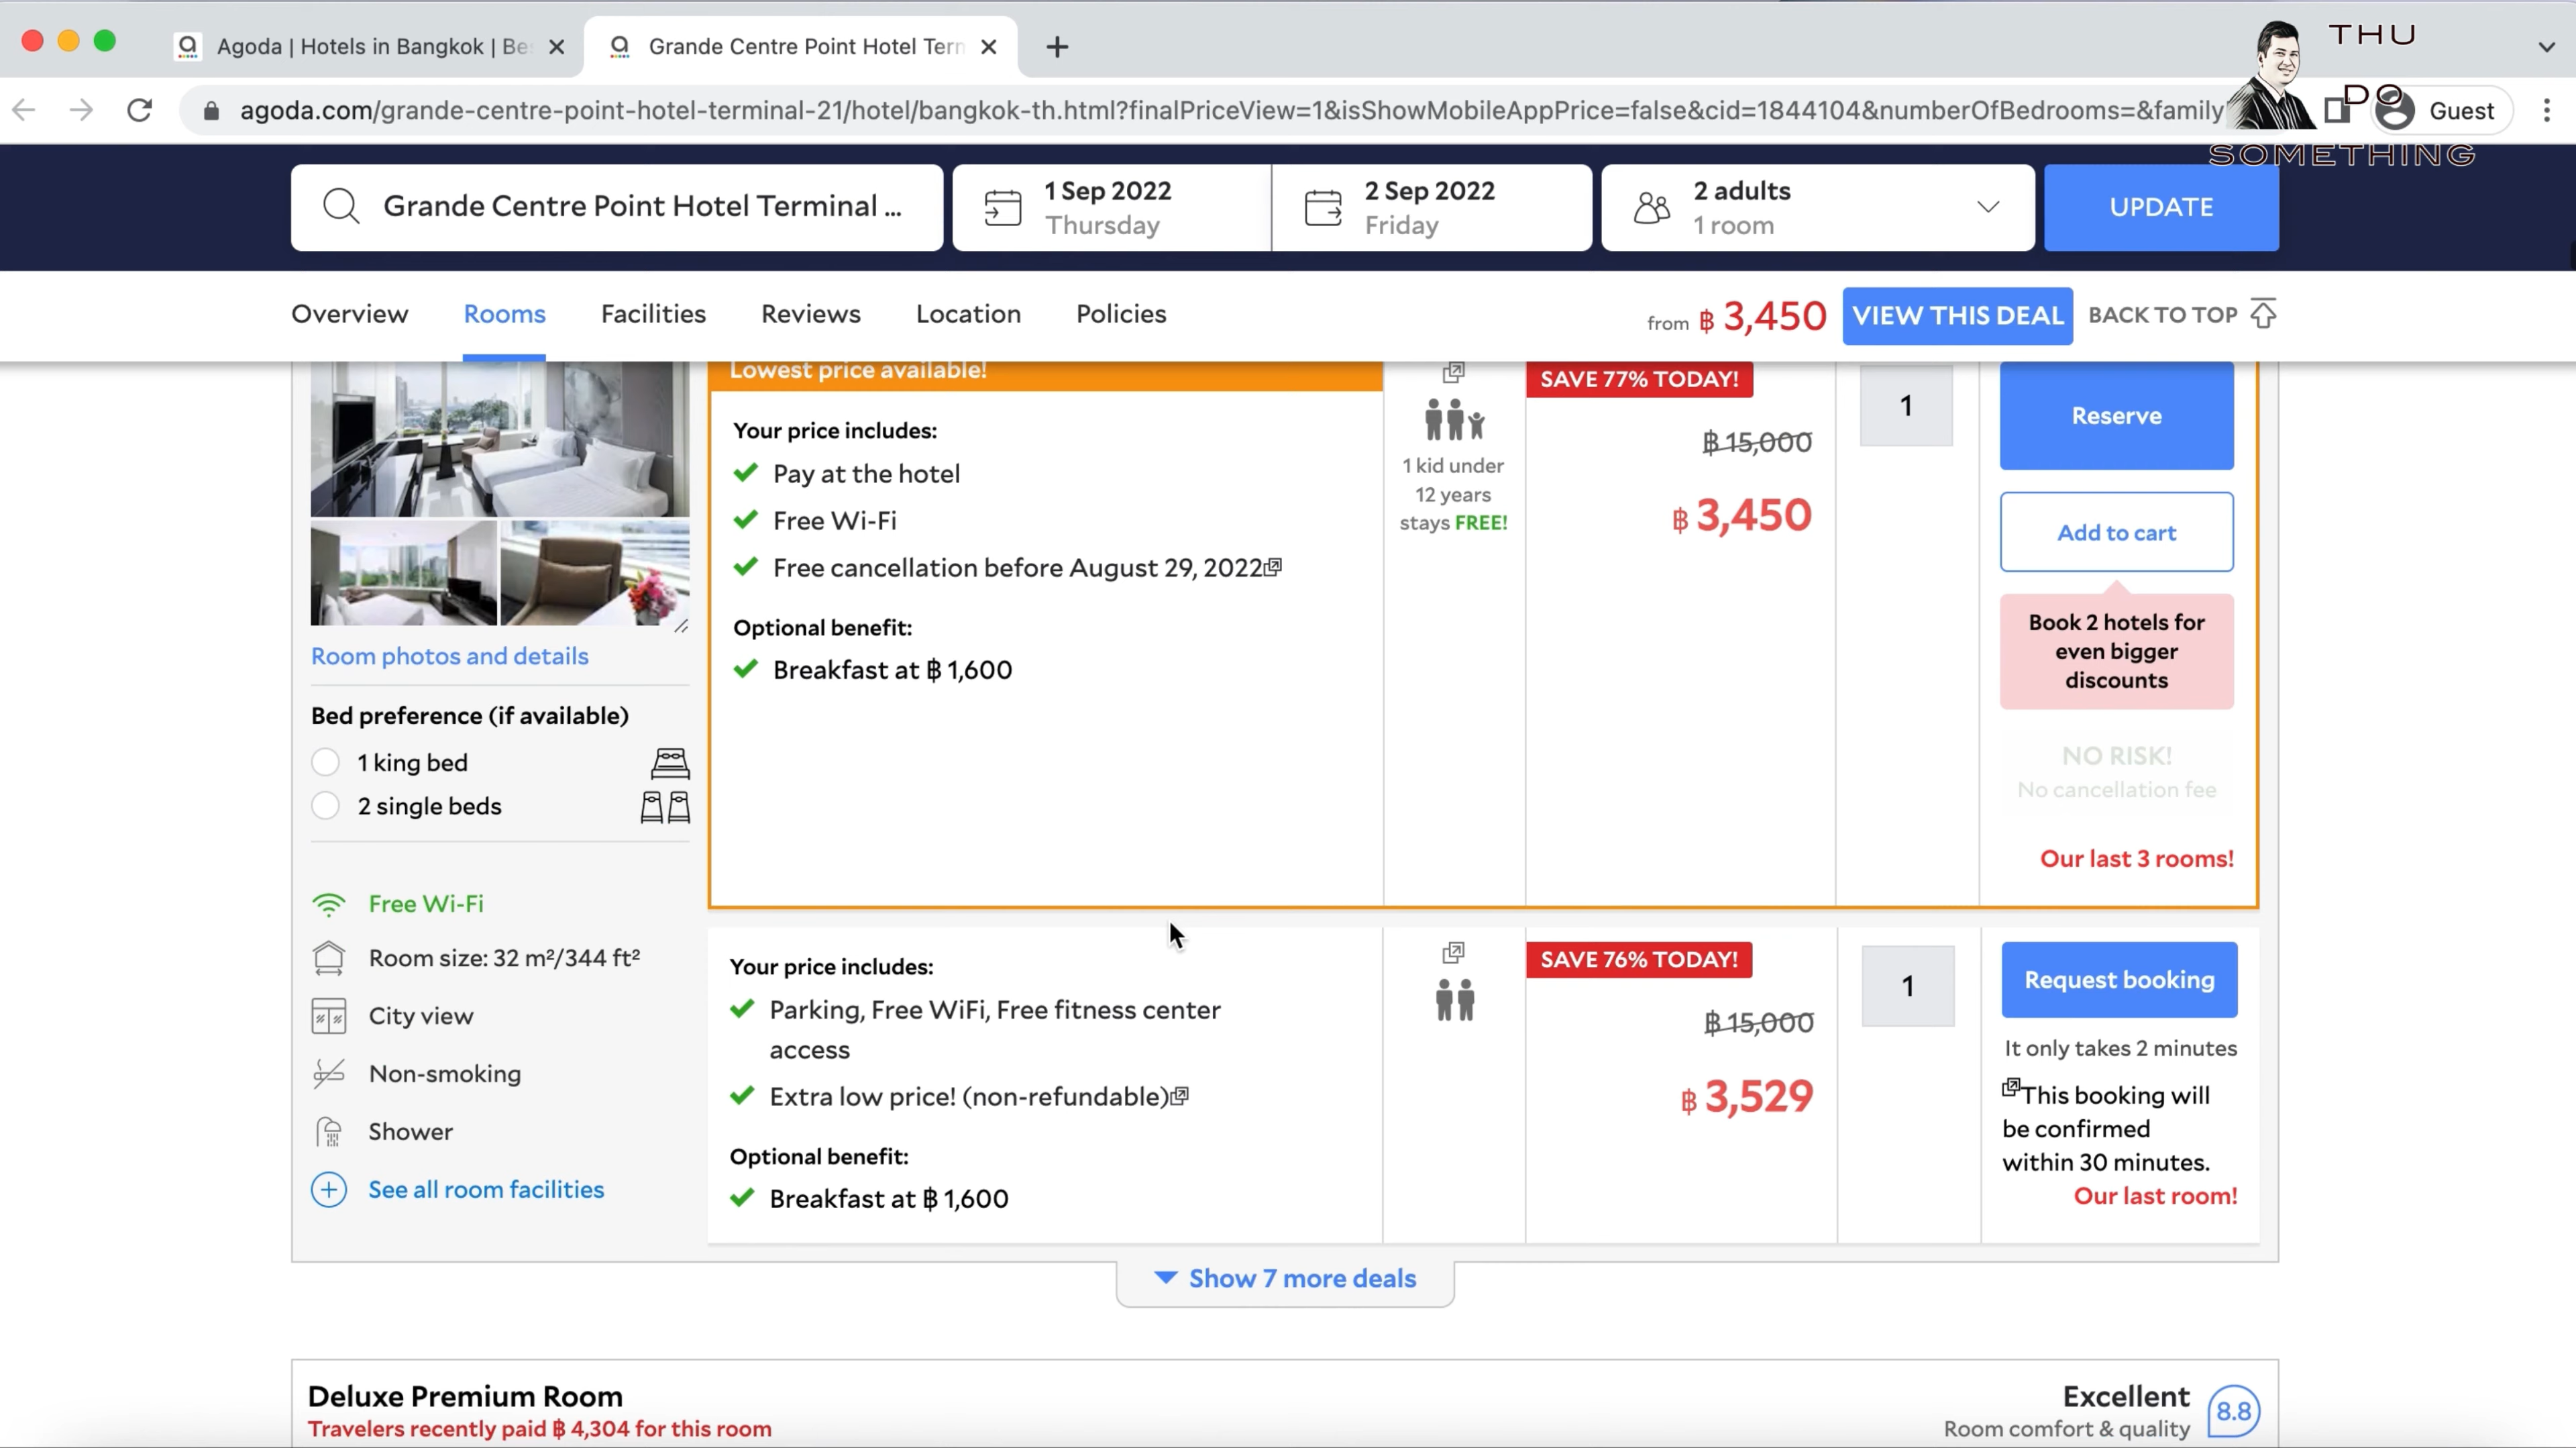 Agoda | Hotels in Bangkok | Be
Grande Centre Point Hotel Term
THU
DO
SOMETHING
agoda.com/grande-centre-point-hotel-terminal-21/hotel/bangkok-th.html?finalPriceView=1&isShowMobileAppPrice=false&cid=1844104&numberOfBedrooms=&family
Guest
Grande Centre Point Hotel Terminal ...
1 Sep 2022
Thursday
2 Sep 2022
Friday
2 adults
1 room
UPDATE
Overview
Rooms
Facilities
Reviews
Location
Policies
from ฿ 3,450
VIEW THIS DEAL
BACK TO TOP
Lowest price available!
Your price includes:
Pay at the hotel
Free Wi-Fi
Free cancellation before August 29, 2022
Optional benefit:
Breakfast at ฿ 1,600
1 kid under
12 years
stays FREE!
SAVE 77% TODAY!
฿ 15,000
฿ 3,450
1
Reserve
Add to cart
Book 2 hotels for
even bigger
discounts
NO RISK!
No cancellation fee
Our last 3 rooms!
Room photos and details
Bed preference (if available)
1 king bed
2 single beds
Free Wi-Fi
Room size: 32 m²/344 ft²
City view
Non-smoking
Shower
See all room facilities
Your price includes:
Parking, Free WiFi, Free fitness center
access
Extra low price! (non-refundable)
Optional benefit:
Breakfast at ฿ 1,600
SAVE 76% TODAY!
฿ 15,000
฿ 3,529
1
Request booking
It only takes 2 minutes
This booking will
be confirmed
within 30 minutes.
Our last room!
Show 7 more deals
Deluxe Premium Room
Travelers recently paid ฿ 4,304 for this room
Excellent
Room comfort & quality
8.8